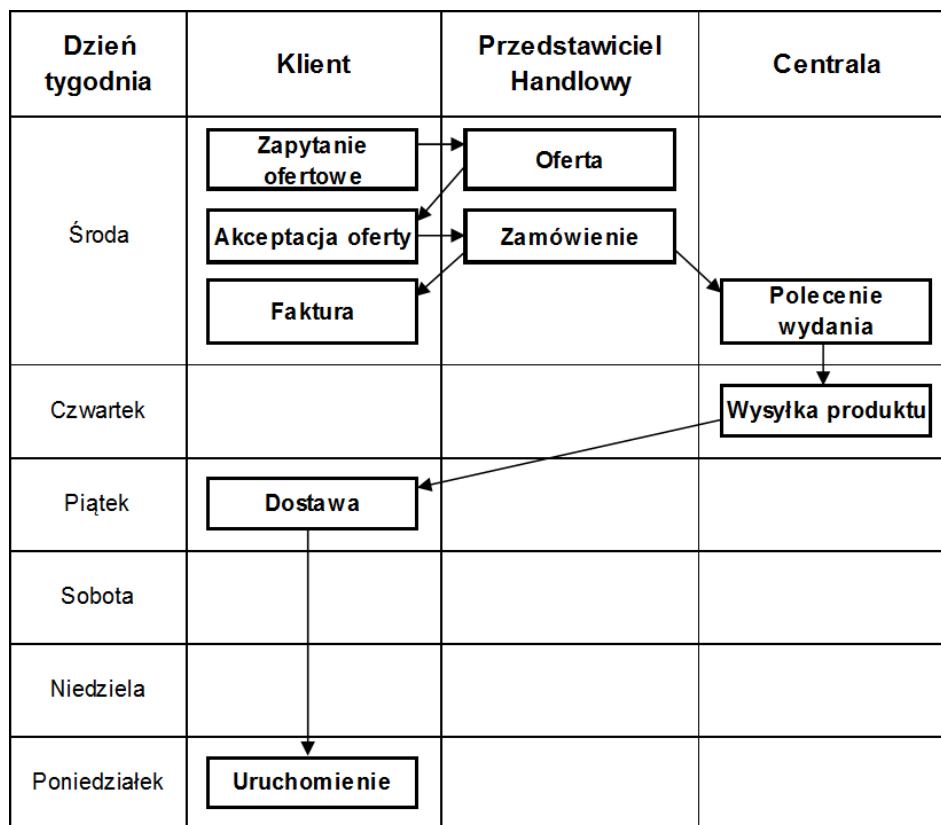 Dzień
tygodnia
Klient
Przedstawiciel
Handlowy
Centrala
Środa
Zapytanie
ofertowe
Oferta
Akceptacja oferty
Zamówienie
Faktura
Polecenie
wydania
Czwartek
Wysyłka produktu
Piątek
Dostawa
Sobota
Niedziela
Poniedziałek
Uruchomienie